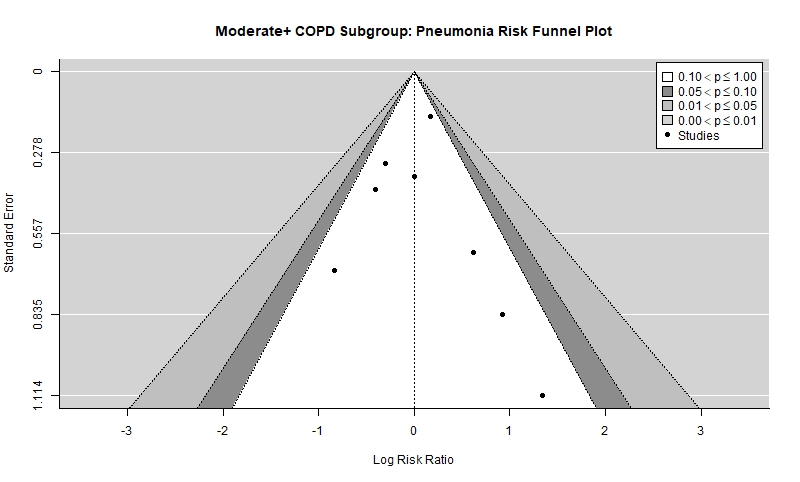 Moderate+ COPD Subgroup: Pneumonia Risk Funnel Plot
0.10 < p ≤ 1.00
0.05 < p ≤ 0.10
0.01 < p ≤ 0.05
0.00 < p ≤ 0.01
Studies
Standard Error
0
0.278
0.557
0.835
1.114
-3 -2 -1 0 1 2 3
Log Risk Ratio